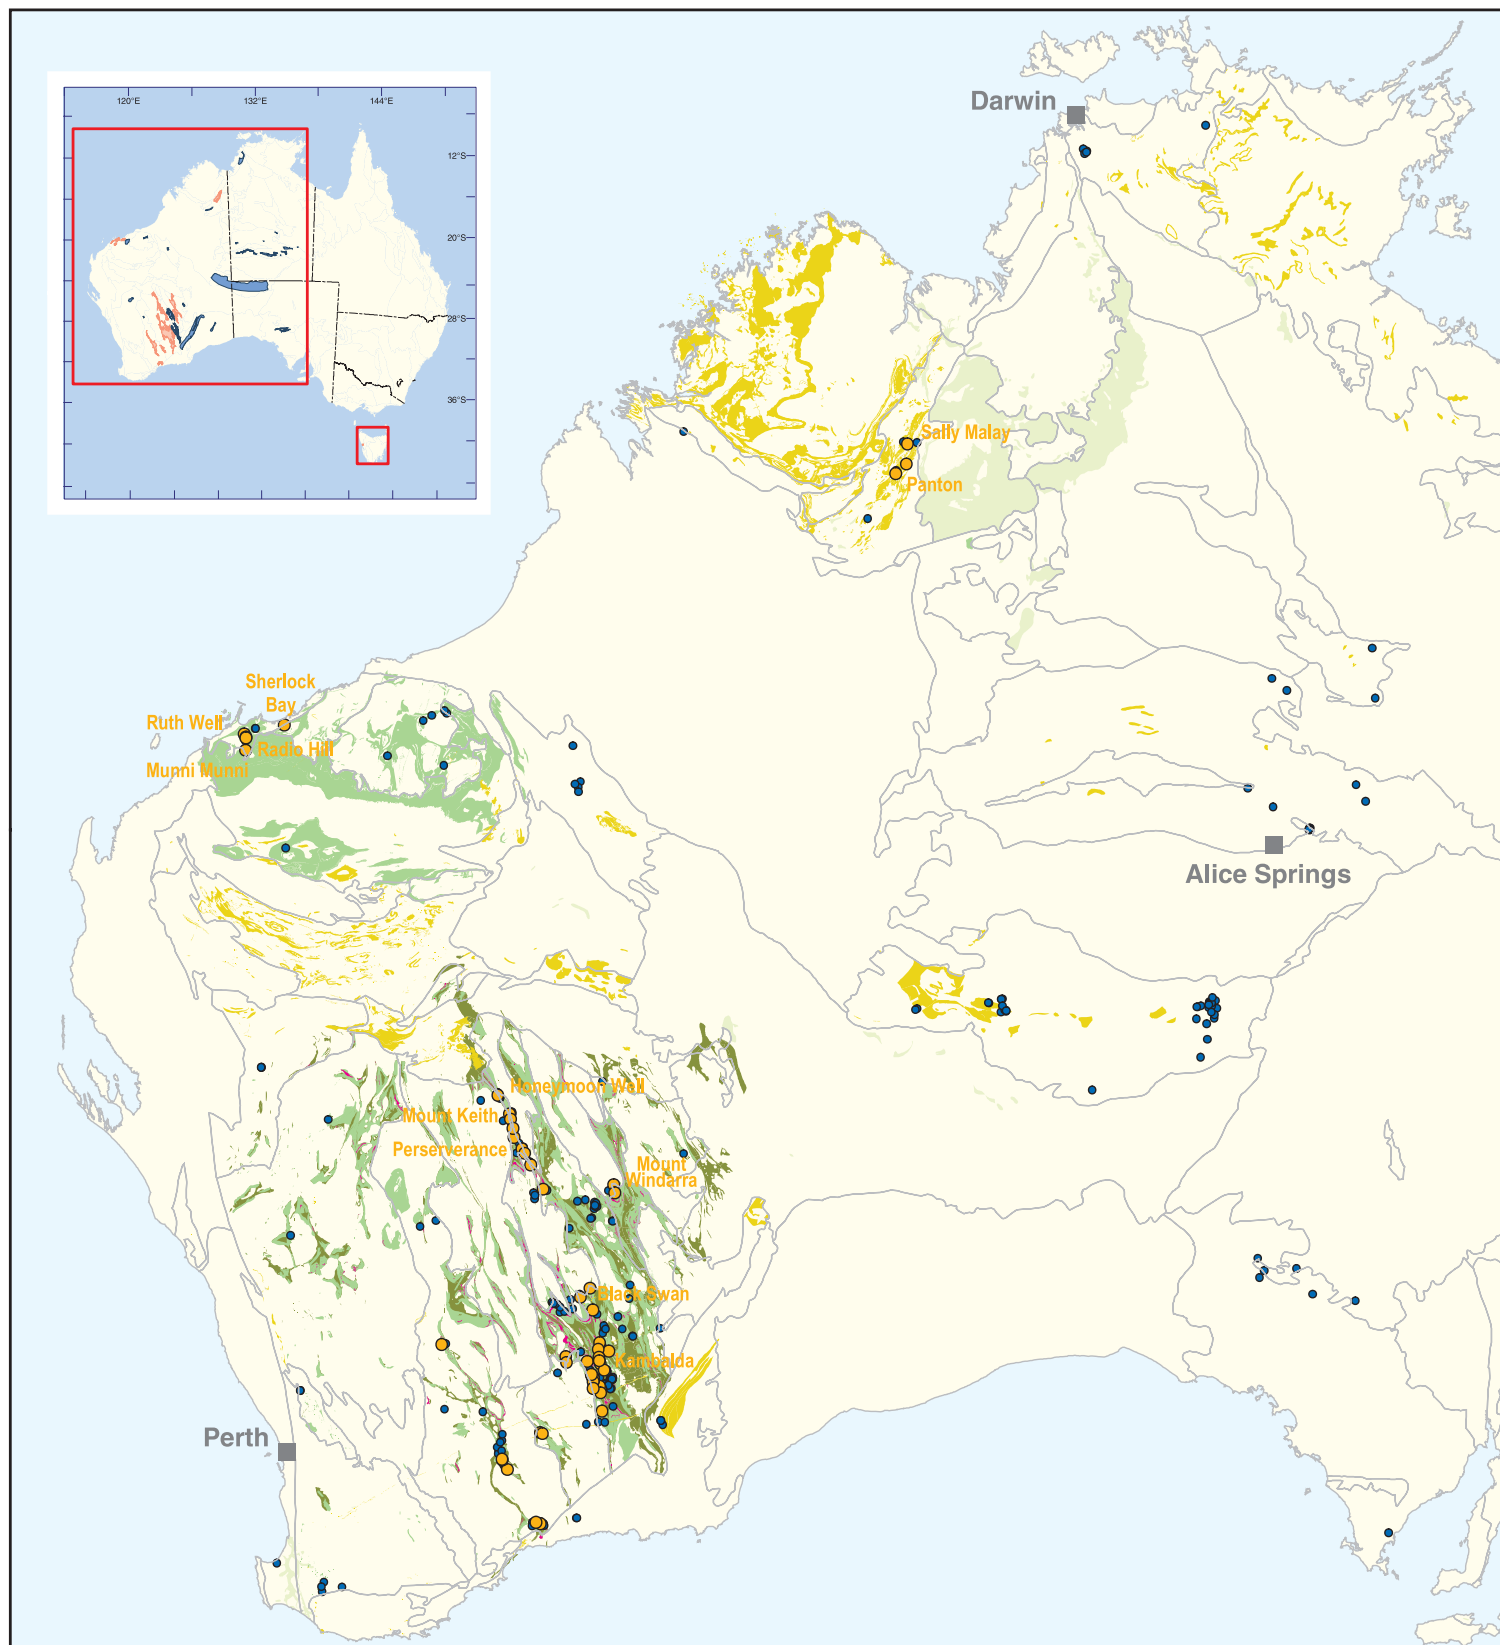 120°E
132°E
144°E
12°S
20°S
28°S
36°S
Darwin
Sally Malay
Panton
Sherlock
Bay
Ruth Well
Radio Hill
Munni Munni
Alice Springs
Honeymoon Well
Mount Keith
Perserverance
Mount
Windarra
Black Swan
Kambalda
Perth